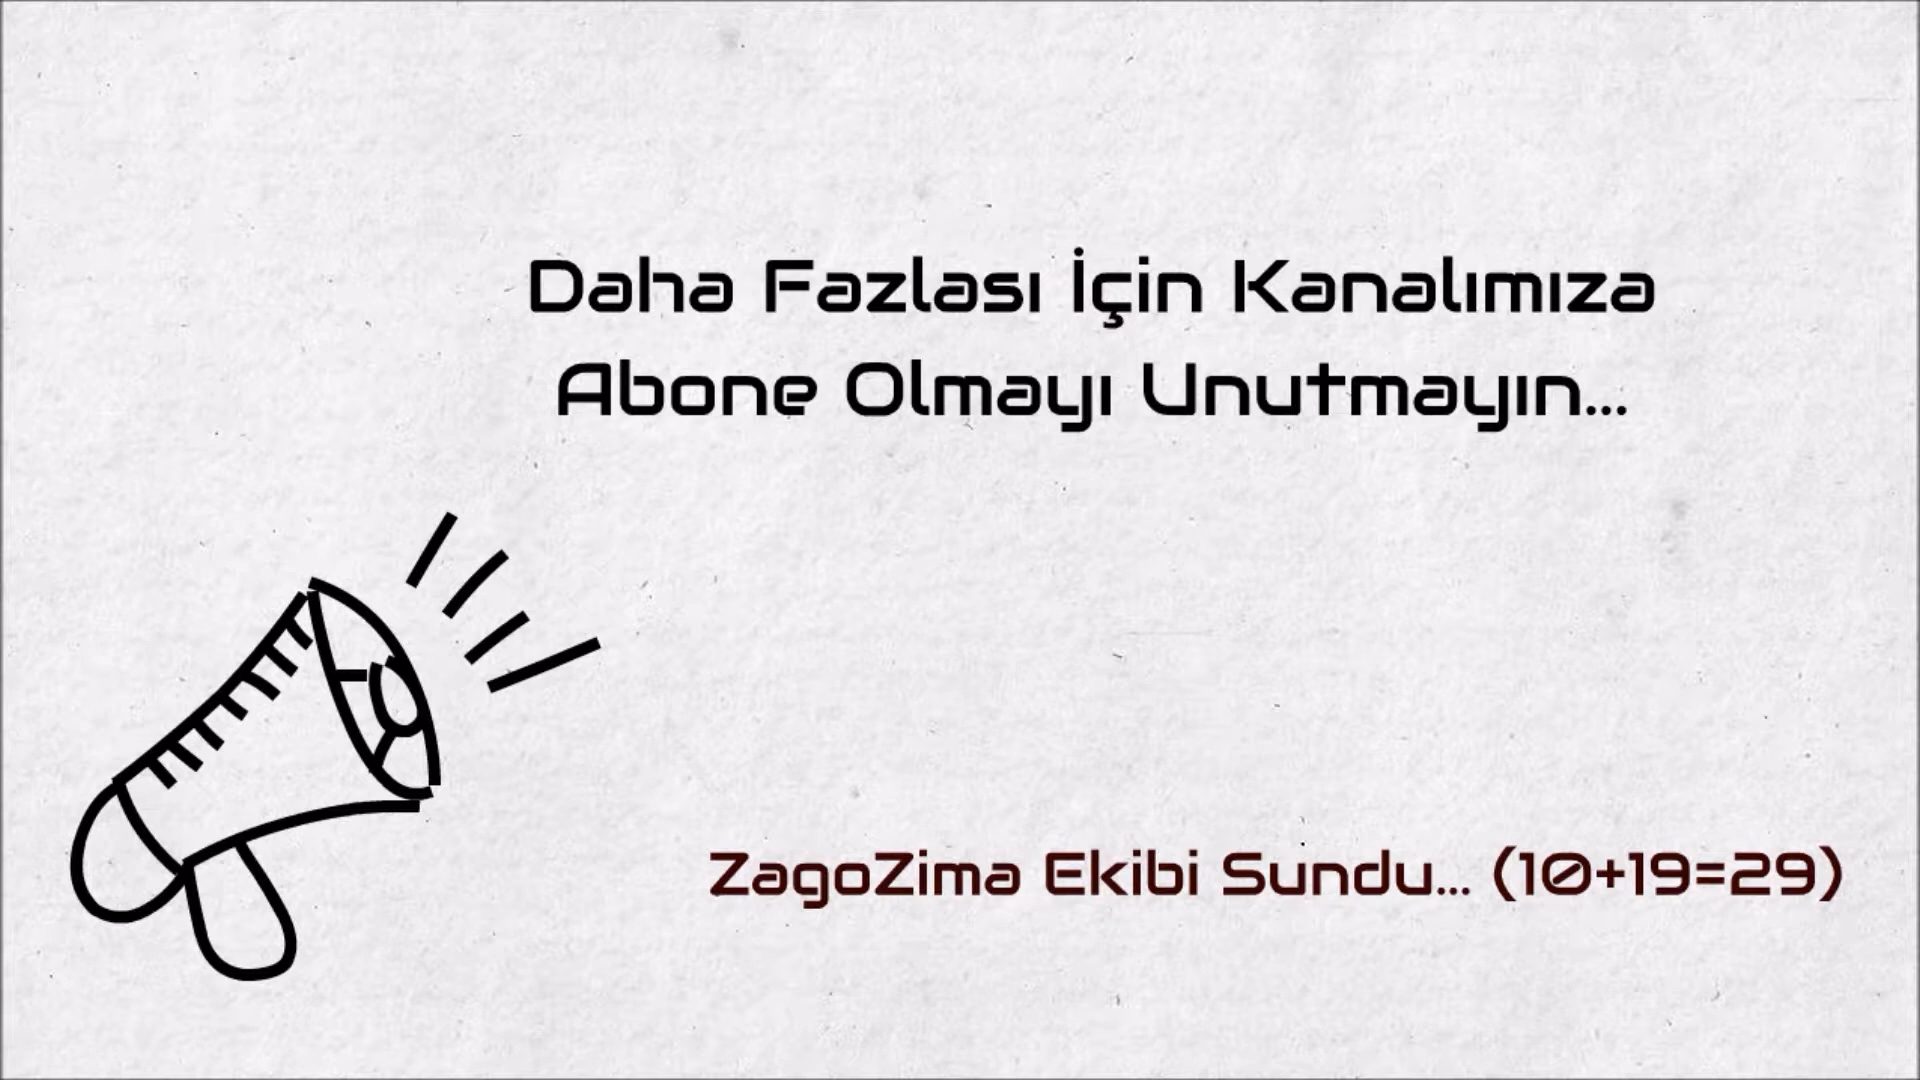 Daha Fazlası İçin Kanalımıza
Abone Olmayı Unutmayın...
ZagoZima Ekibi Sundu... (10+19=29)